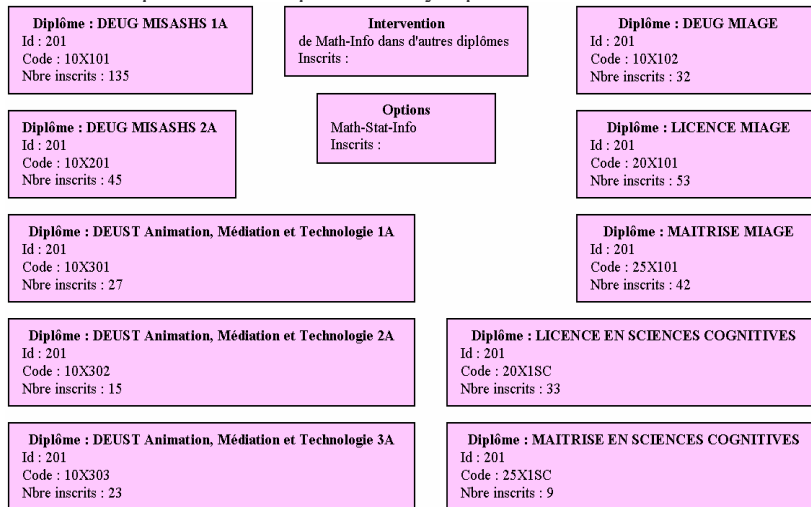 Diplôme : DEUG MISASHS 1A
Id : 201
Code : 10X101
Nbre inscrits : 135
Intervention
de Math-Info dans d'autres diplômes
Inscrits :
Diplôme : DEUG MIAGE
Id : 201
Code : 10X102
Nbre inscrits : 32
Diplôme : DEUG MISASHS 2A
Id : 201
Code : 10X201
Nbre inscrits : 45
Options
Math-Stat-Info
Inscrits :
Diplôme : LICENCE MIAGE
Id : 201
Code : 20X101
Nbre inscrits : 53
Diplôme : DEUST Animation, Médiation et Technologie 1A
Id : 201
Code : 10X301
Nbre inscrits : 27
Diplôme : MAITRISE MIAGE
Id : 201
Code : 25X101
Nbre inscrits : 42
Diplôme : DEUST Animation, Médiation et Technologie 2A
Id : 201
Code : 10X302
Nbre inscrits : 15
Diplôme : LICENCE EN SCIENCES COGNITIVES
Id : 201
Code : 20X1SC
Nbre inscrits : 33
Diplôme : DEUST Animation, Médiation et Technologie 3A
Id : 201
Code : 10X303
Nbre inscrits : 23
Diplôme : MAITRISE EN SCIENCES COGNITIVES
Id : 201
Code : 25X1SC
Nbre inscrits : 9